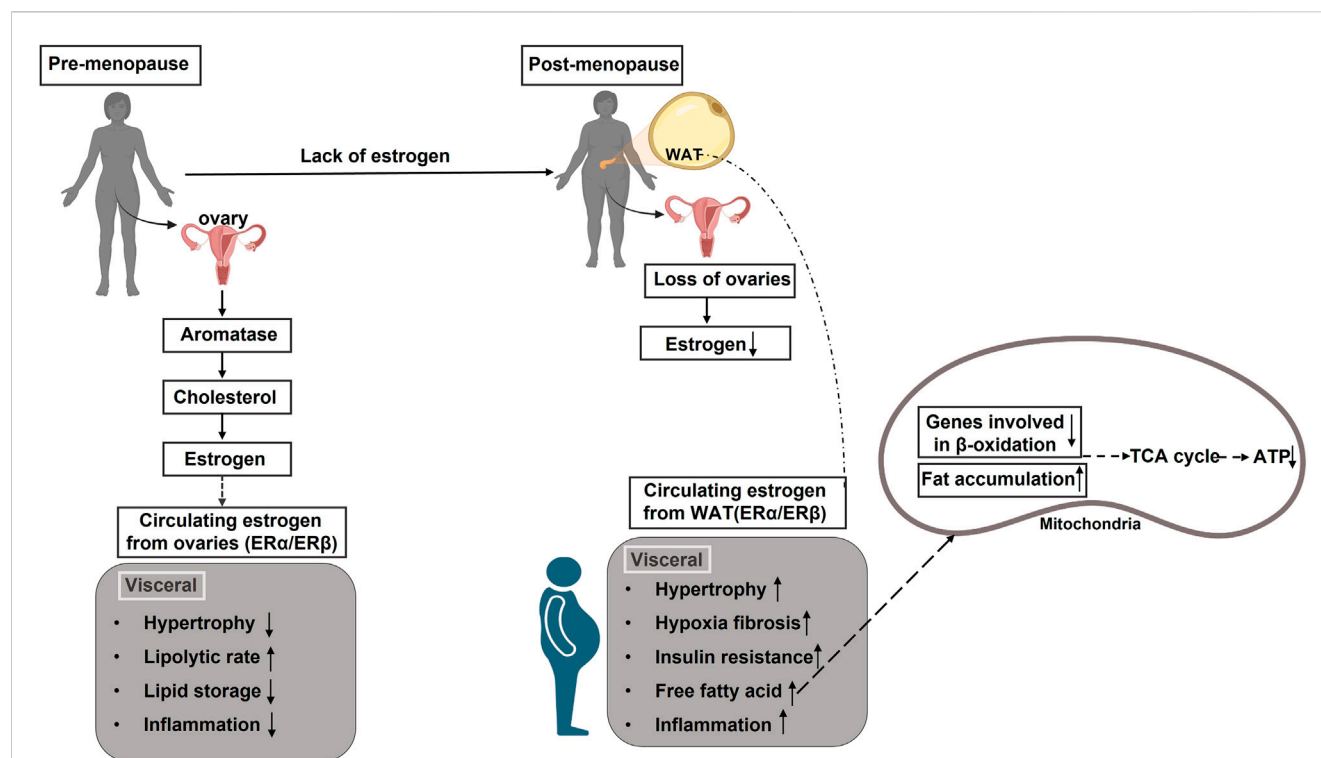 Pre-menopause
Post-menopause
WAT
Lack of estrogen
ovary
Loss of ovaries
Estrogen ↓
Aromatase
Cholesterol
Estrogen
Circulating estrogen
from ovaries (ERα/ERβ)
Visceral
• Hypertrophy ↓
• Lipolytic rate ↑
• Lipid storage ↓
• Inflammation ↓
Circulating estrogen
from WAT(ERα/ERβ)
Visceral
• Hypertrophy ↑
• Hypoxia fibrosis ↑
• Insulin resistance ↑
• Free fatty acid ↑
• Inflammation ↑
Genes involved
in β-oxidation ↓
Fat accumulation ↑
TCA cycle
ATP ↓
Mitochondria